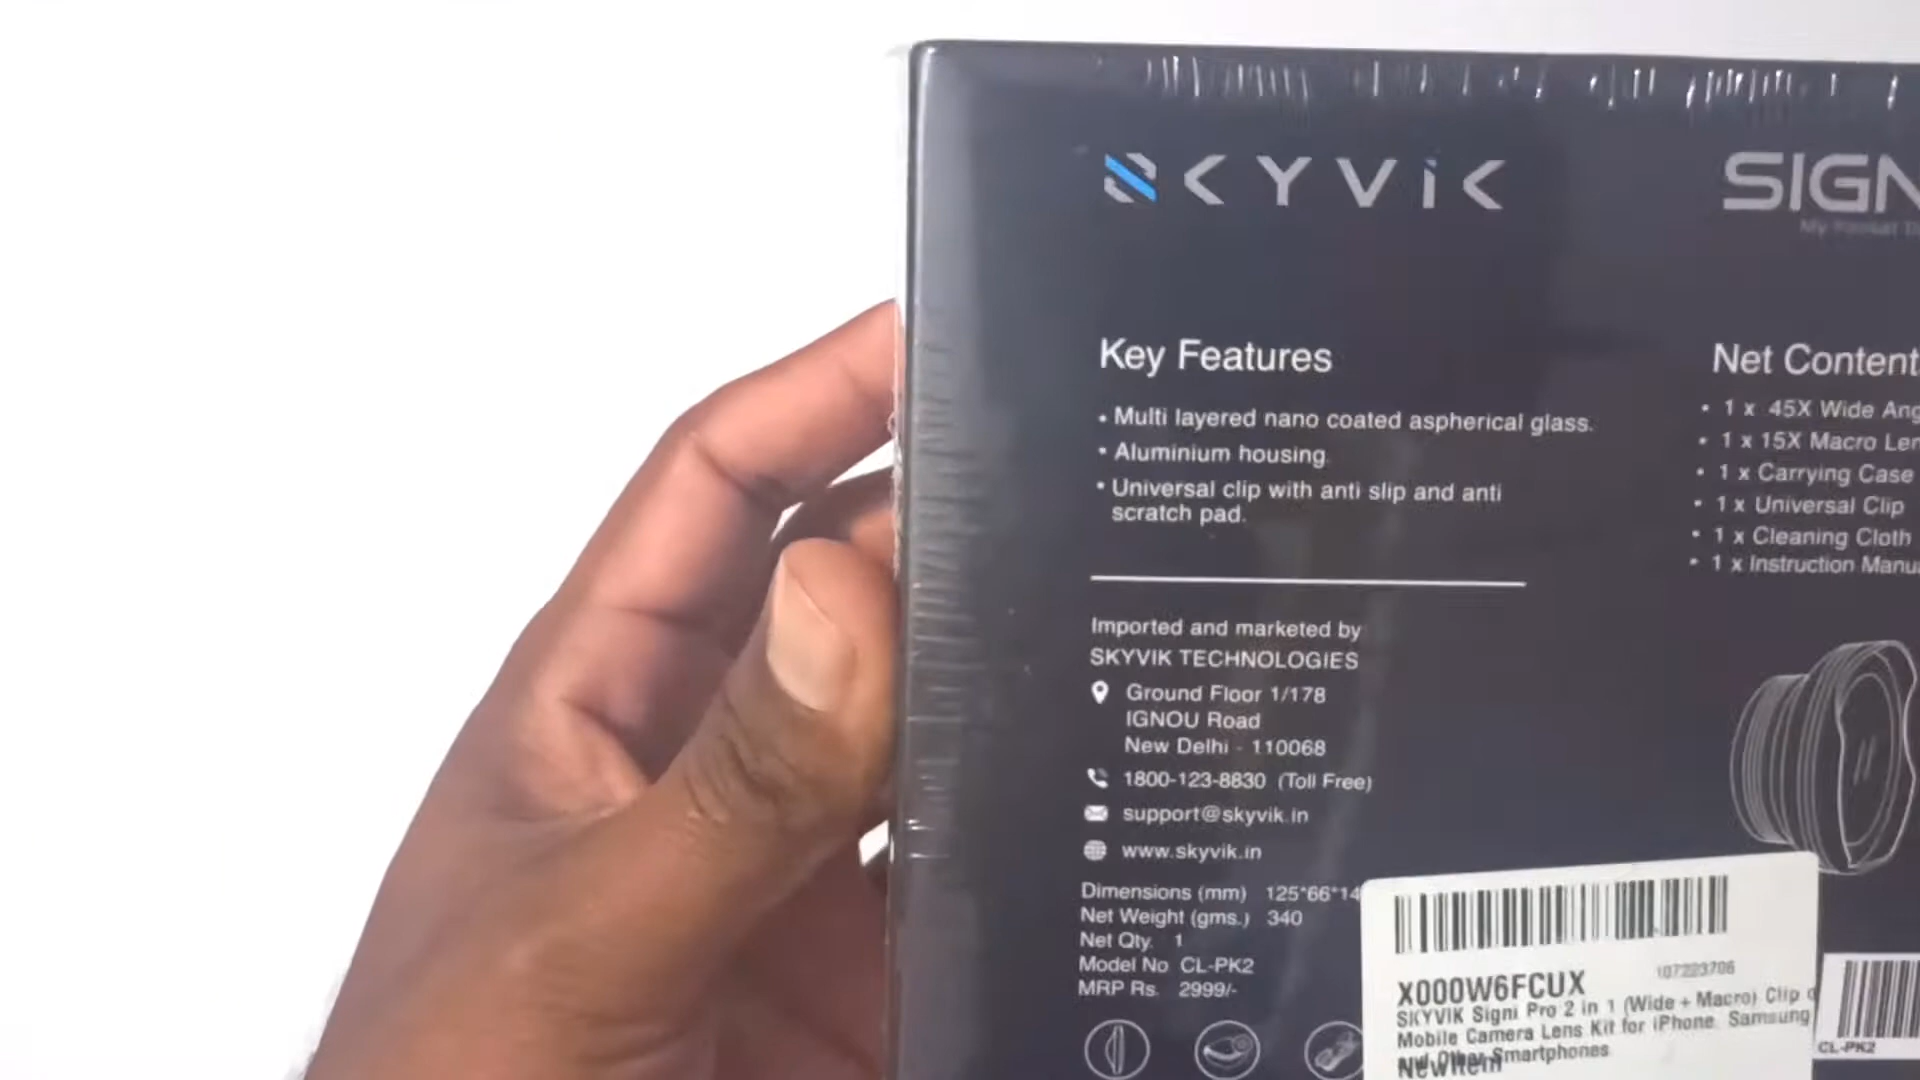 SKYVIK
SIGN
Key Features
• Multi layered nano coated aspherical glass.
• Aluminium housing.
• Universal clip with anti slip and anti
scratch pad.
Net Content
• 1 x 45X Wide Ang
• 1 x 15X Macro Len
• 1 x Carrying Case
• 1 x Universal Clip
• 1 x Cleaning Cloth
• 1 x Instruction Manu
Imported and marketed by
SKYVIK TECHNOLOGIES
Ground Floor 1/178
IGNOU Road
New Delhi - 110068
1800-123-8830 (Toll Free)
support@skyvik.in
www.skyvik.in
Dimensions (mm) 125*66*14
Net Weight (gms.) 340
Net Qty. 1
Model No CL-PK2
MRP Rs. 2999/-
X000W6FCUX
107223706
SKYVIK Signi Pro 2 in 1 (Wide + Macro) Clip
Mobile Camera Lens Kit for iPhone, Samsung
and Other Smartphones
NewItem
CL-PK2